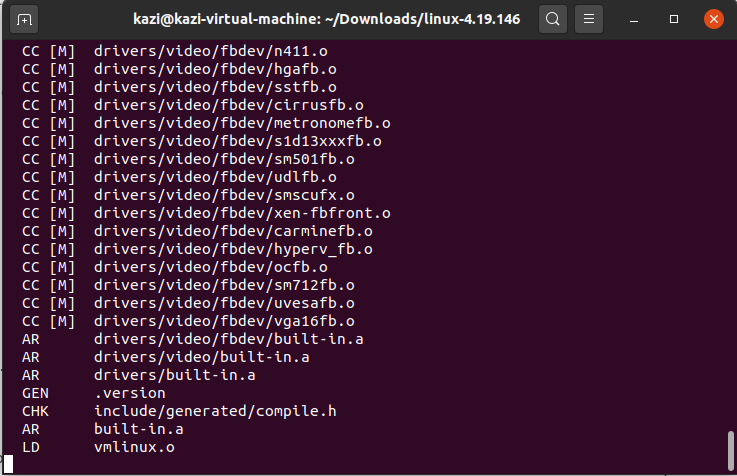 kazi@kazi-virtual-machine: ~/Downloads/linux-4.19.146
CC [M] drivers/video/fbdev/n411.o
CC [M] drivers/video/fbdev/hgafb.o
CC [M] drivers/video/fbdev/sstfb.o
CC [M] drivers/video/fbdev/cirrusfb.o
CC [M] drivers/video/fbdev/metronomefb.o
CC [M] drivers/video/fbdev/s1d13xxxfb.o
CC [M] drivers/video/fbdev/sm501fb.o
CC [M] drivers/video/fbdev/udlfb.o
CC [M] drivers/video/fbdev/smscufx.o
CC [M] drivers/video/fbdev/xen-fbfront.o
CC [M] drivers/video/fbdev/carminefb.o
CC [M] drivers/video/fbdev/hyperv_fb.o
CC [M] drivers/video/fbdev/ocfb.o
CC [M] drivers/video/fbdev/sm712fb.o
CC [M] drivers/video/fbdev/uvesafb.o
CC [M] drivers/video/fbdev/vga16fb.o
AR drivers/video/fbdev/built-in.a
AR drivers/video/built-in.a
AR drivers/built-in.a
GEN .version
CHK include/generated/compile.h
AR built-in.a
LD vmlinux.o